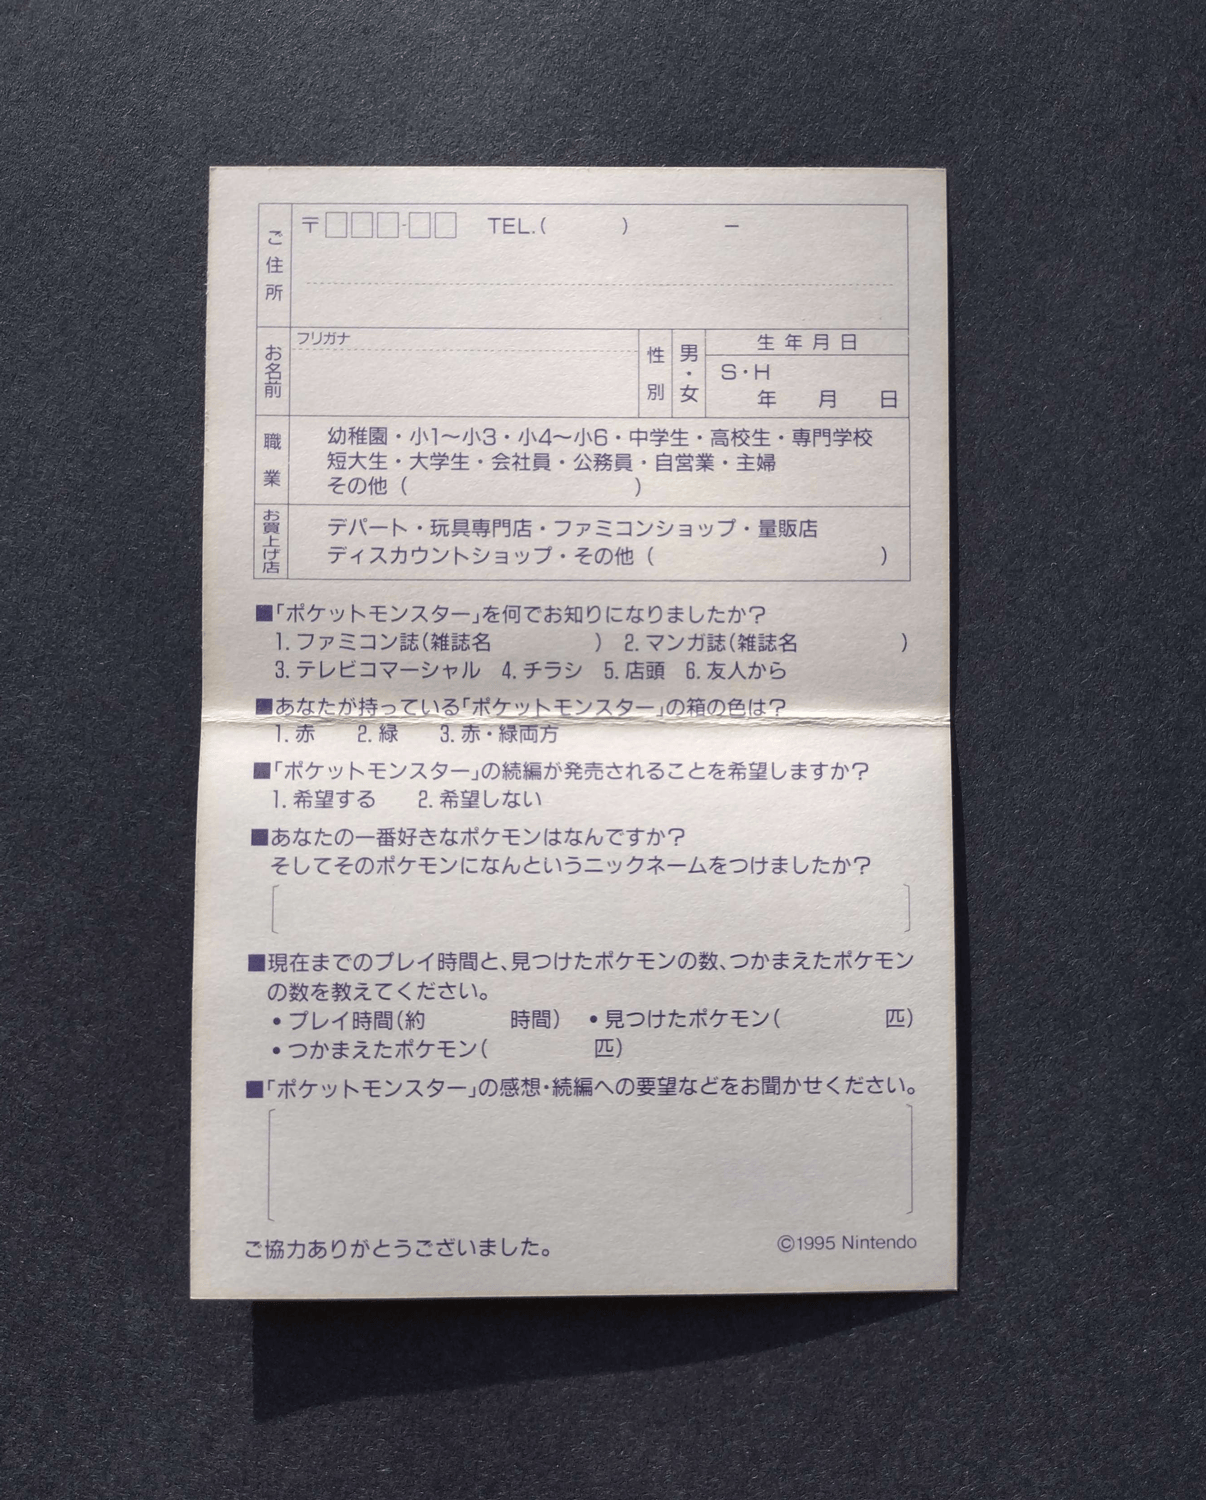 ご住所
〒□□□-□□ TEL.( ) －
お名前
フリガナ
性別
男・女
生年月日
S・H
年 月 日
職業
幼稚園・小1～小3・小4～小6・中学生・高校生・専門学校
短大生・大学生・会社員・公務員・自営業・主婦
その他（ ）
お買上げ店
デパート・玩具専門店・ファミコンショップ・量販店
ディスカウントショップ・その他（ ）
■「ポケットモンスター」を何でお知りになりましたか？
1. ファミコン誌（雑誌名 ） 2. マンガ誌（雑誌名 ）
3. テレビコマーシャル 4. チラシ 5. 店頭 6. 友人から
■あなたが持っている「ポケットモンスター」の箱の色は？
1. 赤 2. 緑 3. 赤・緑両方
■「ポケットモンスター」の続編が発売されることを希望しますか？
1. 希望する 2. 希望しない
■あなたの一番好きなポケモンはなんですか？
そしてそのポケモンになんというニックネームをつけましたか？
■現在までのプレイ時間と、見つけたポケモンの数、つかまえたポケモン
の数を教えてください。
●プレイ時間（約 時間） ●見つけたポケモン（ 匹）
●つかまえたポケモン（ 匹）
■「ポケットモンスター」の感想・続編への要望などをお聞かせください。
ご協力ありがとうございました。
©1995 Nintendo